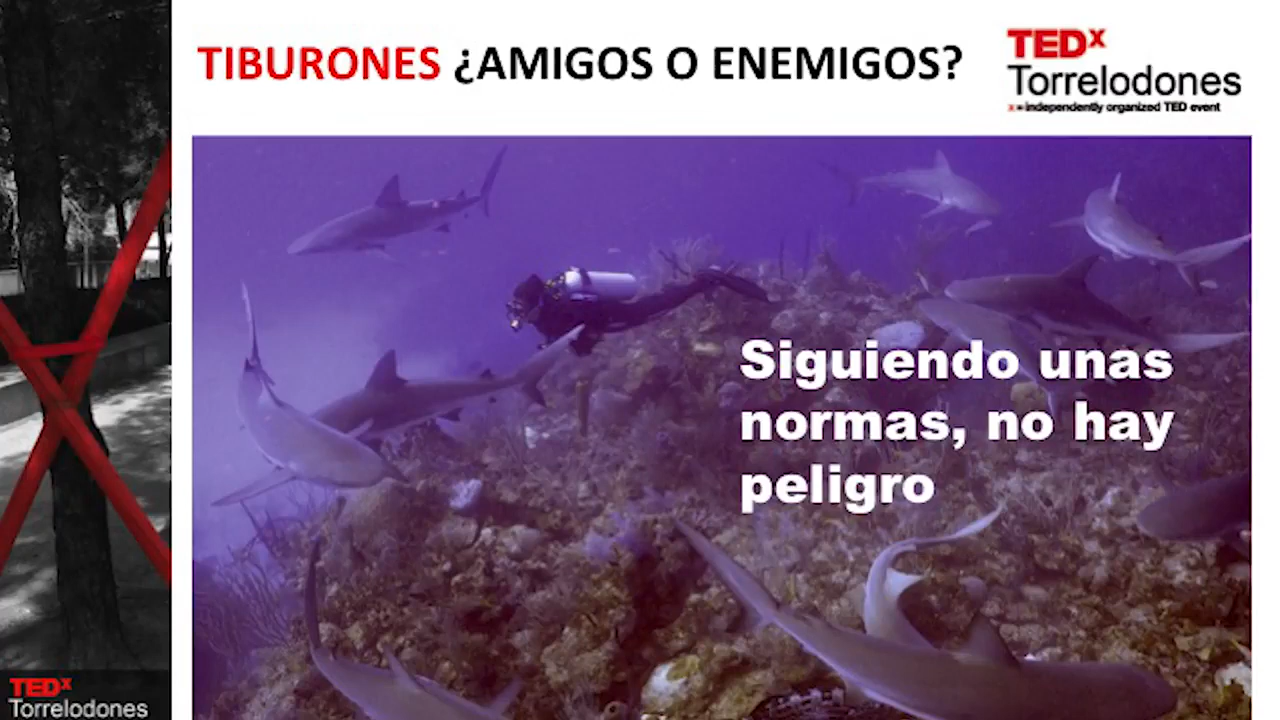 TIBURONES ¿AMIGOS O ENEMIGOS?
TEDx
Torrelodones
x = independently organized TED event
Siguiendo unas
normas, no hay
peligro
TEDx
Torrelodones